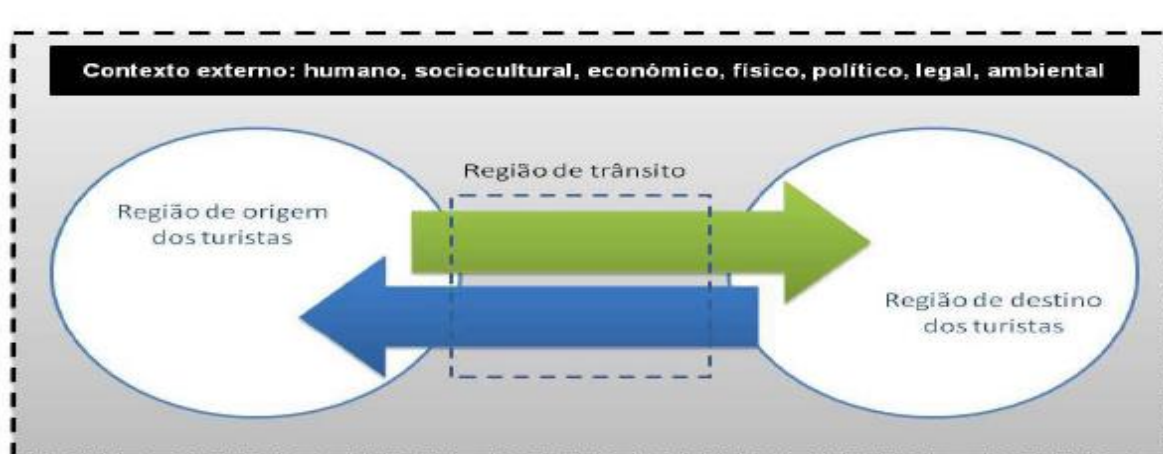 Contexto externo: humano, sociocultural, económico, físico, político, legal, ambiental
Região de trânsito
Região de origem
dos turistas
Região de destino
dos turistas